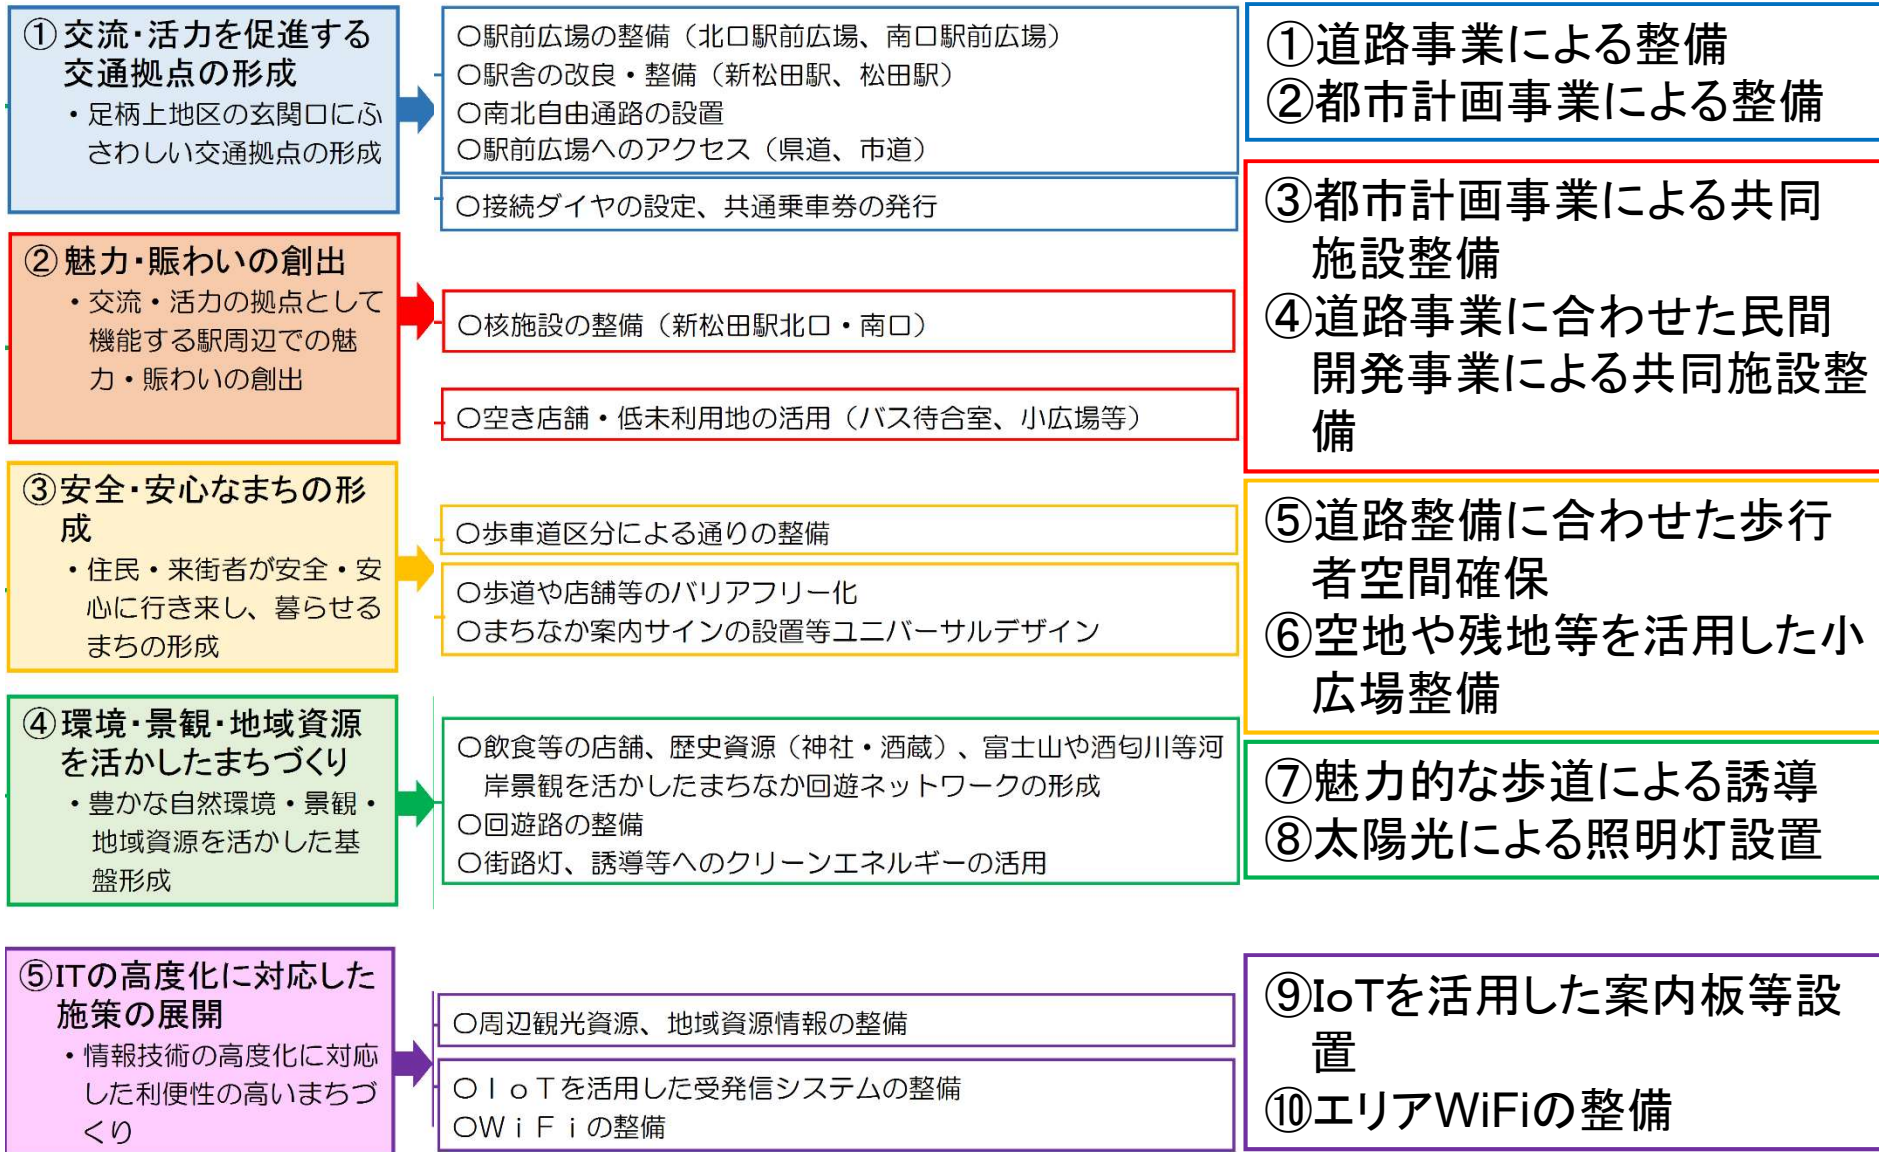 ①交流・活力を促進する
交通拠点の形成
・足柄上地区の玄関口にふ
さわしい交通拠点の形成
〇駅前広場の整備（北口駅前広場、南口駅前広場）
〇駅舎の改良・整備（新松田駅、松田駅）
〇南北自由通路の設置
〇駅前広場へのアクセス（県道、市道）
〇接続ダイヤの設定、共通乗車券の発行
①道路事業による整備
②都市計画事業による整備
②魅力・賑わいの創出
・交流・活力の拠点として
機能する駅周辺での魅
力・賑わいの創出
〇核施設の整備（新松田駅北口・南口）
〇空き店舗・低未利用地の活用（バス待合室、小広場等）
③都市計画事業による共同
施設整備
④道路事業に合わせた民間
開発事業による共同施設整
備
③安全・安心なまちの形
成
・住民・来街者が安全・安
心に行き来し、暮らせる
まちの形成
〇歩車道区分による通りの整備
〇歩道や店舗等のバリアフリー化
〇まちなか案内サインの設置等ユニバーサルデザイン
⑤道路整備に合わせた歩行
者空間確保
⑥空地や残地等を活用した小
広場整備
④環境・景観・地域資源
を活かしたまちづくり
・豊かな自然環境・景観・
地域資源を活かした基
盤形成
〇飲食等の店舗、歴史資源（神社・酒蔵）、富士山や酒匂川等河
岸景観を活かしたまちなか回遊ネットワークの形成
〇回遊路の整備
〇街路灯、誘導等へのクリーンエネルギーの活用
⑦魅力的な歩道による誘導
⑧太陽光による照明灯設置
⑤ITの高度化に対応した
施策の展開
・情報技術の高度化に対応
した利便性の高いまちづ
くり
〇周辺観光資源、地域資源情報の整備
〇ＩｏＴを活用した受発信システムの整備
〇ＷｉＦｉの整備
⑨IoTを活用した案内板等設
置
⑩エリアWiFiの整備